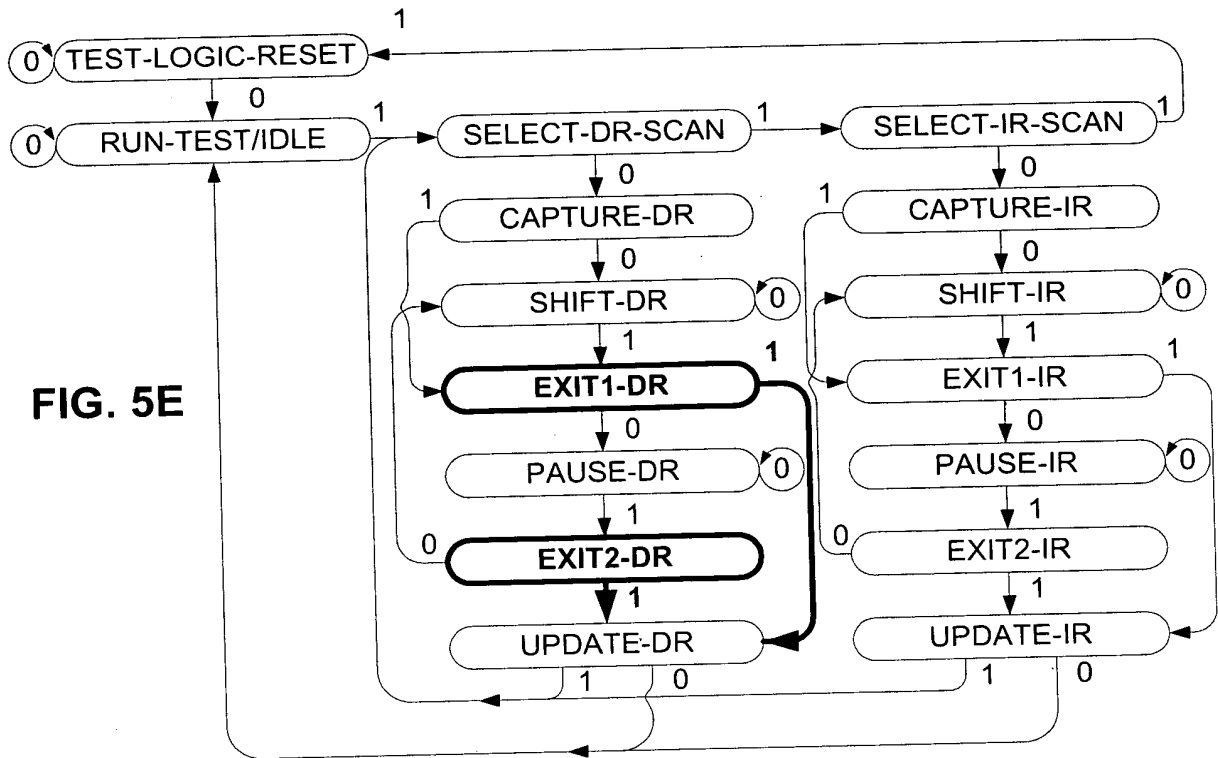 1
0 TEST-LOGIC-RESET
0
1
0 RUN-TEST/IDLE
SELECT-DR-SCAN
1
SELECT-IR-SCAN
1
0
0
1
CAPTURE-DR
1
CAPTURE-IR
0
0
SHIFT-DR
0
SHIFT-IR
0
1
1
1
1
FIG. 5E
EXIT1-DR
EXIT1-IR
0
0
PAUSE-DR
0
PAUSE-IR
0
1
1
0
EXIT2-DR
0
EXIT2-IR
1
1
UPDATE-DR
UPDATE-IR
1
0
1
0